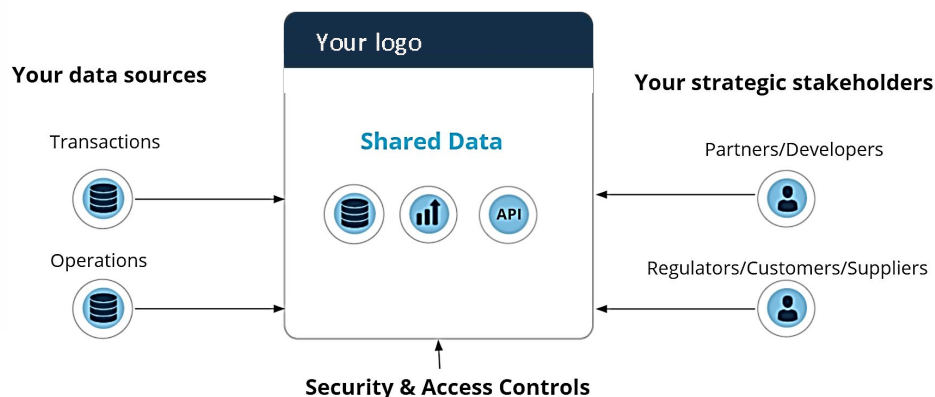 Your logo
Your data sources
Your strategic stakeholders
Transactions
Shared Data
Partners/Developers
API
Operations
Regulators/Customers/Suppliers
Security & Access Controls